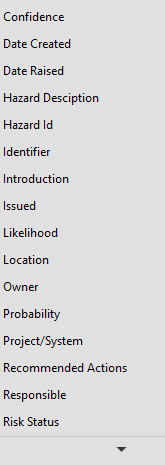 Confidence
Date Created
Date Raised
Hazard Desciption
Hazard Id
Identifier
Introduction
Issued
Likelihood
Location
Owner
Probability
Project/System
Recommended Actions
Responsible
Risk Status